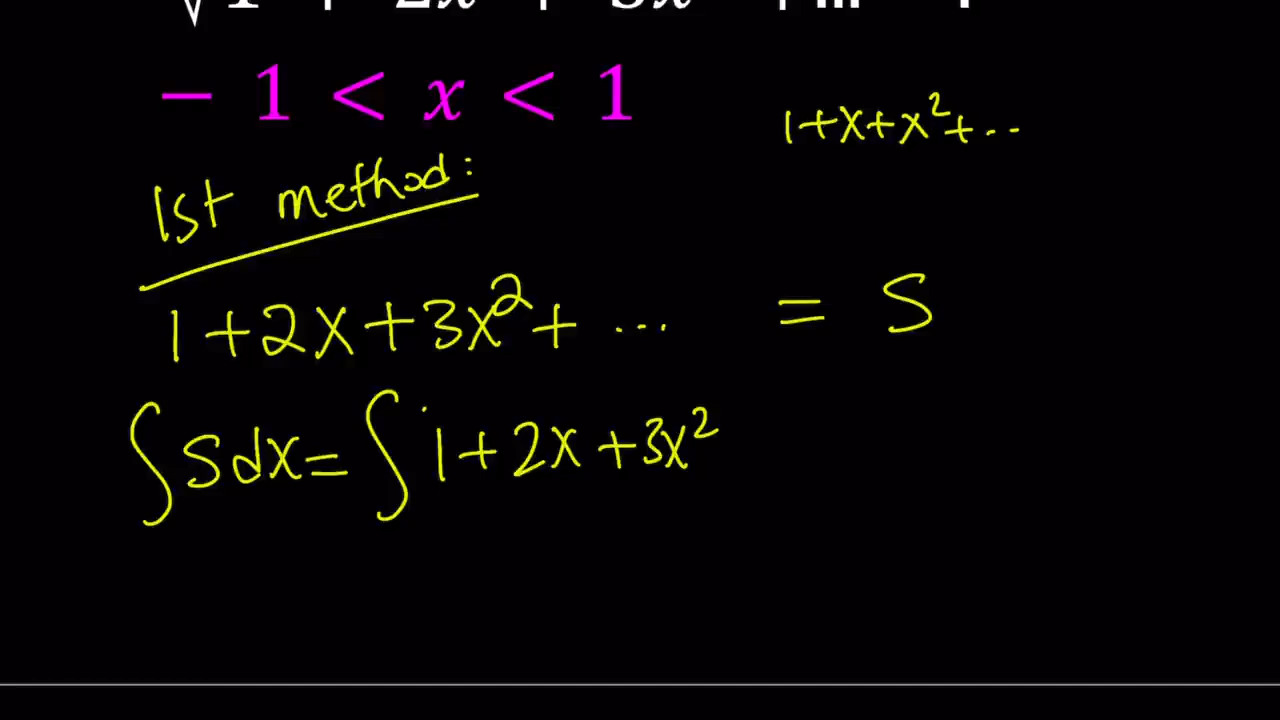 − 1 < x < 1
1+x+x²+...
1st method:
1+2x+3x²+ ... = S
∫Sdx=∫1+2x+3x²